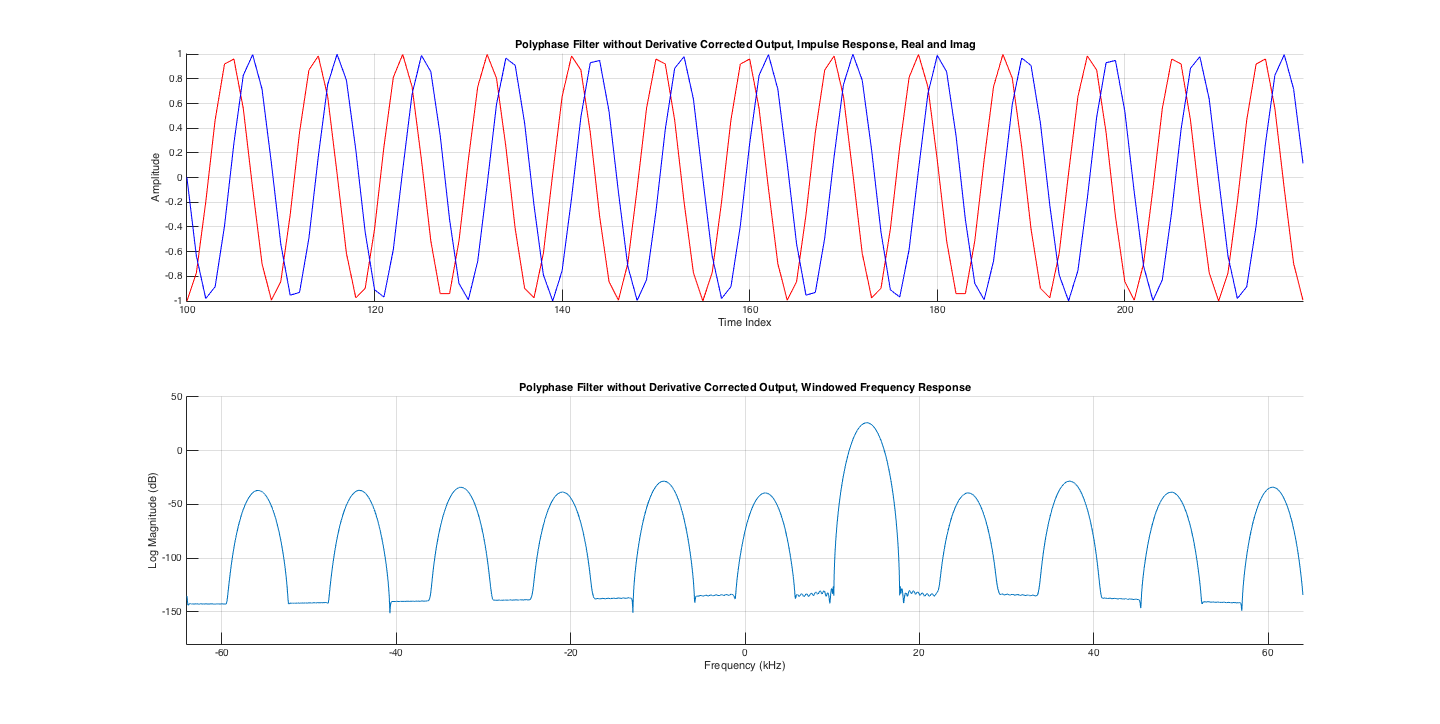 Polyphase Filter without Derivative Corrected Output, Impulse Response, Real and Imag
1
0.8
0.6
0.4
0.2
0
-0.2
-0.4
-0.6
-0.8
-1
Amplitude
100 120 140 160 180 200
Time Index
Polyphase Filter without Derivative Corrected Output, Windowed Frequency Response
50
0
-50
-100
-150
Log Magnitude (dB)
-60 -40 -20 0 20 40 60
Frequency (kHz)